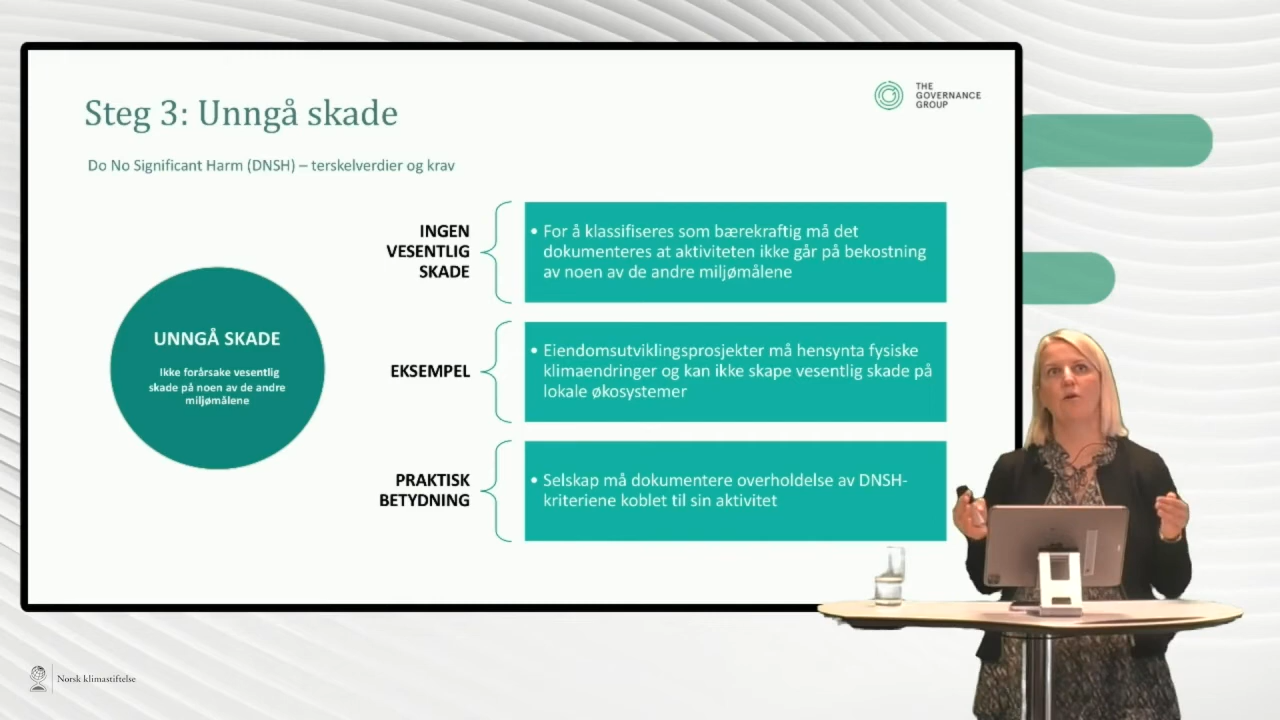 Steg 3: Unngå skade
THE
GOVERNANCE
GROUP
Do No Significant Harm (DNSH) – terskelverdier og krav
UNNGÅ SKADE
Ikke forårsake vesentlig
skade på noen av de andre
miljømålene
INGEN
VESENTLIG
SKADE
• For å klassifiseres som bærekraftig må det
dokumenteres at aktiviteten ikke går på bekostning
av noen av de andre miljømålene
EKSEMPEL
• Eiendomsutviklingsprosjekter må hensynta fysiske
klimaendringer og kan ikke skape vesentlig skade på
lokale økosystemer
PRAKTISK
BETYDNING
• Selskap må dokumentere overholdelse av DNSH-
kriteriene koblet til sin aktivitet
Norsk klimastiftelse